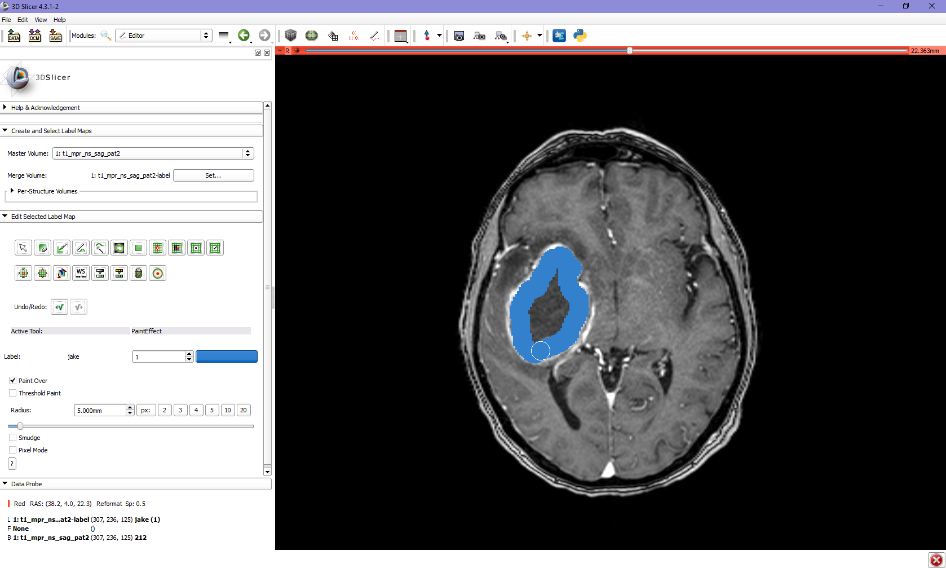 3D Slicer 4.3.1-2
File Edit View Help
DATA DCM SAVE Modules: Editor
R 22.363mm
3DSlicer
Help & Acknowledgement
Create and Select Label Maps
Master Volume: 1: t1_mpr_ns_sag_pat2
Merge Volume: 1: t1_mpr_ns_sag_pat2-label Set...
Per-Structure Volumes
Edit Selected Label Map
WS
Undo/Redo:
Active Tool: PaintEffect
Label: jake 1
Paint Over
Threshold Paint
Radius: 5.000mm px: 2 3 4 5 10 20
Smudge
Pixel Mode
?
Data Probe
Red RAS: (38.2, 4.0, 22.3) Reformat Sp: 0.5
L 1: t1_mpr_ns...at2-label (307, 236, 125) jake (1)
F None ()
B 1: t1_mpr_ns_sag_pat2 (307, 236, 125) 212